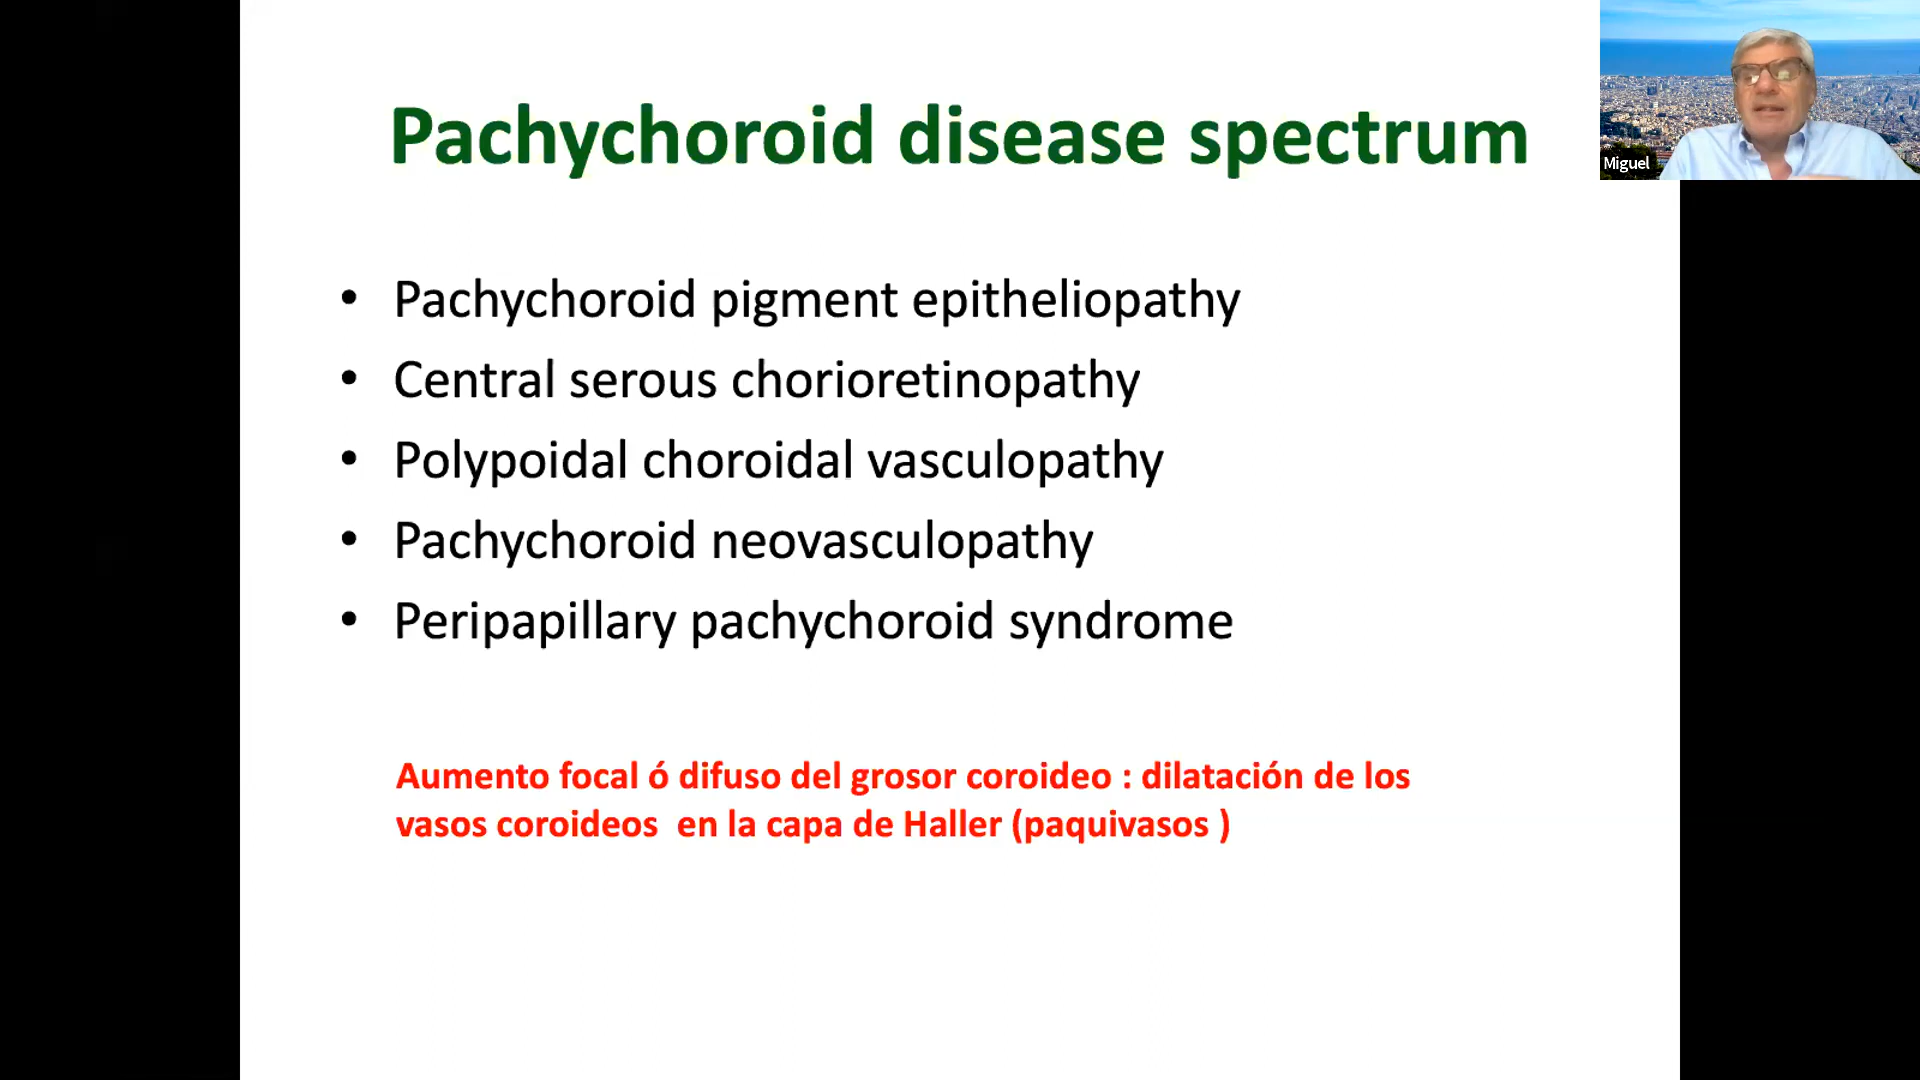 Pachychoroid disease spectrum
Miguel
• Pachychoroid pigment epitheliopathy
• Central serous chorioretinopathy
• Polypoidal choroidal vasculopathy
• Pachychoroid neovasculopathy
• Peripapillary pachychoroid syndrome
Aumento focal ó difuso del grosor coroideo : dilatación de los
vasos coroideos  en la capa de Haller (paquivasos )